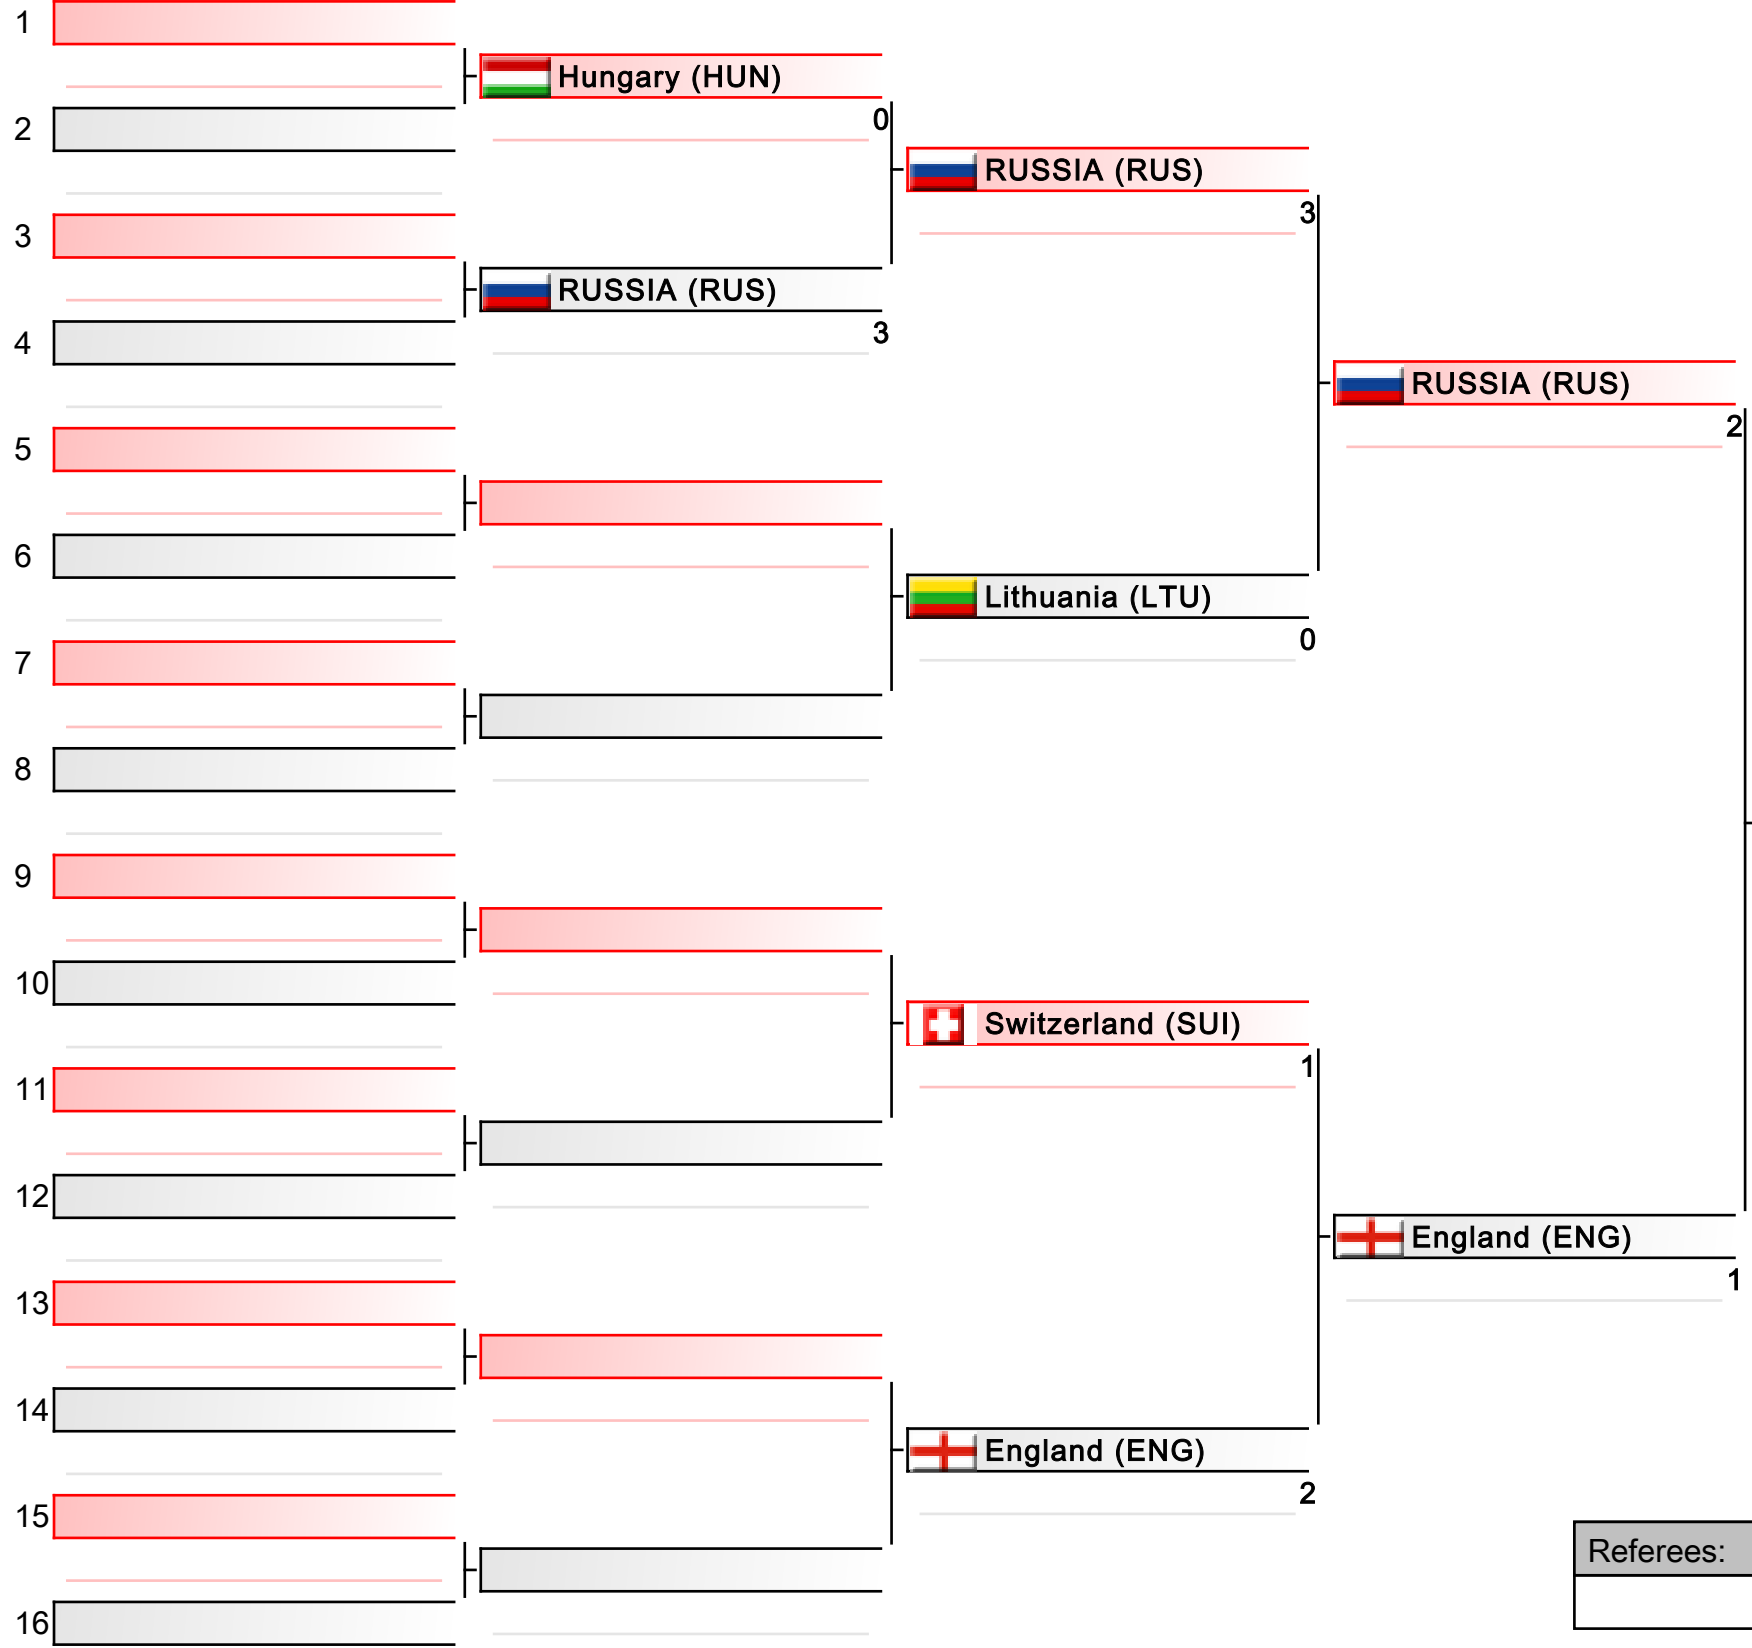 1
Hungary (HUN)
0
2
RUSSIA (RUS)
3
3
RUSSIA (RUS)
3
4
RUSSIA (RUS)
2
5
6
Lithuania (LTU)
0
7
8
9
10
Switzerland (SUI)
1
11
12
England (ENG)
1
13
14
England (ENG)
2
15
Referees:
16